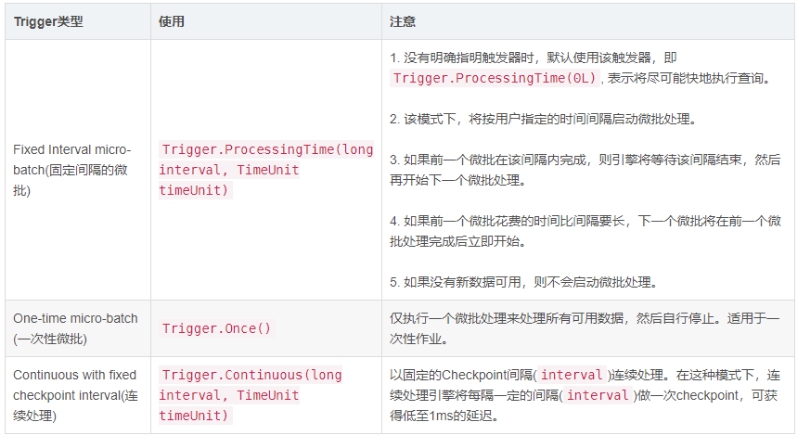 Trigger类型
使用
注意
Fixed Interval micro-
batch(固定间隔的微
批)
Trigger.ProcessingTime(long
interval, TimeUnit
timeUnit)
1. 没有明确指明触发器时，默认使用该触发器，即
Trigger.ProcessingTime(0L), 表示将尽可能快地执行查询。
2. 该模式下，将按用户指定的时间间隔启动微批处理。
3. 如果前一个微批在该间隔内完成，则引擎将等待该间隔结束，然后
再开始下一个微批处理。
4. 如果前一个微批花费的时间比间隔要长，下一个微批将在前一个微
批处理完成后立即开始。
5. 如果没有新数据可用，则不会启动微批处理。
One-time micro-batch
(一次性微批)
Trigger.Once()
仅执行一个微批处理来处理所有可用数据，然后自行停止。适用于一
次性作业。
Continuous with fixed
checkpoint interval(连
续处理)
Trigger.Continuous(long
interval, TimeUnit
timeUnit)
以固定的Checkpoint间隔( interval )连续处理。在这种模式下，连
续处理引擎将每隔一定的间隔( interval )做一次checkpoint，可获
得低至1ms的延迟。